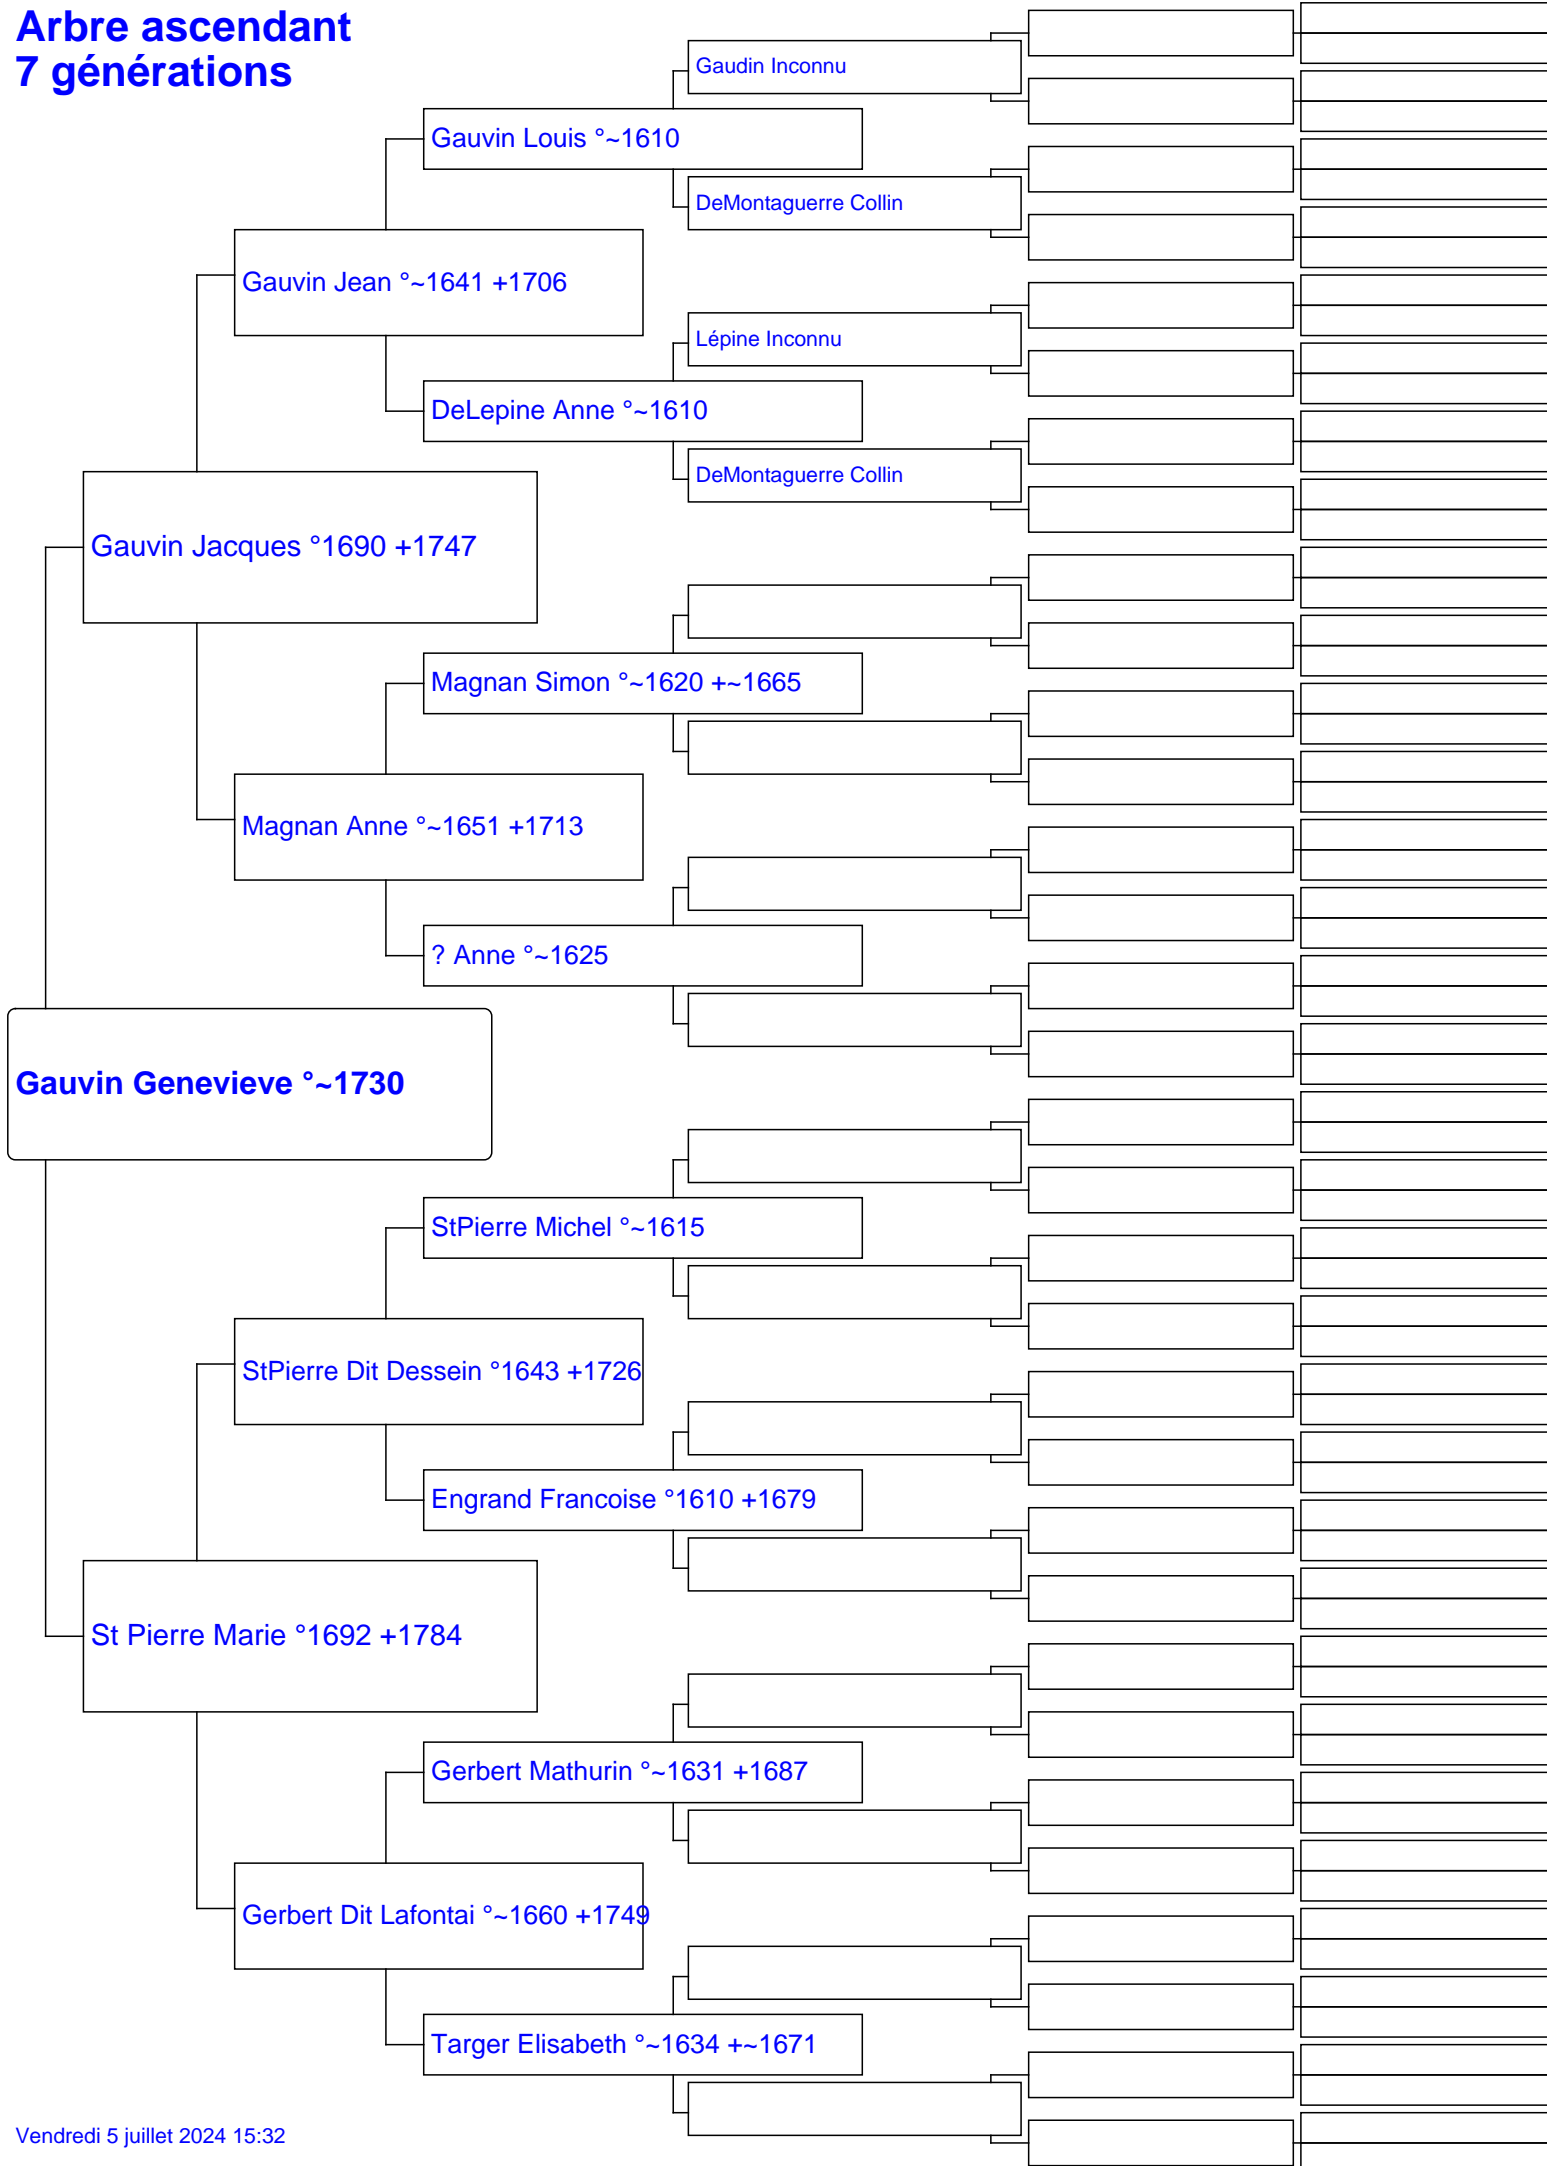 Arbre ascendant
7 générations
Gaudin Inconnu
Gauvin Louis °~1610
DeMontaguerre Collin
Gauvin Jean °~1641 +1706
Lépine Inconnu
DeLepine Anne °~1610
DeMontaguerre Collin
Gauvin Jacques °1690 +1747
Magnan Simon °~1620 +~1665
Magnan Anne °~1651 +1713
? Anne °~1625
Gauvin Genevieve °~1730
StPierre Michel °~1615
StPierre Dit Dessein °1643 +1726
Engrand Francoise °1610 +1679
St Pierre Marie °1692 +1784
Gerbert Mathurin °~1631 +1687
Gerbert Dit Lafontai °~1660 +1749
Targer Elisabeth °~1634 +~1671
Vendredi 5 juillet 2024 15:32